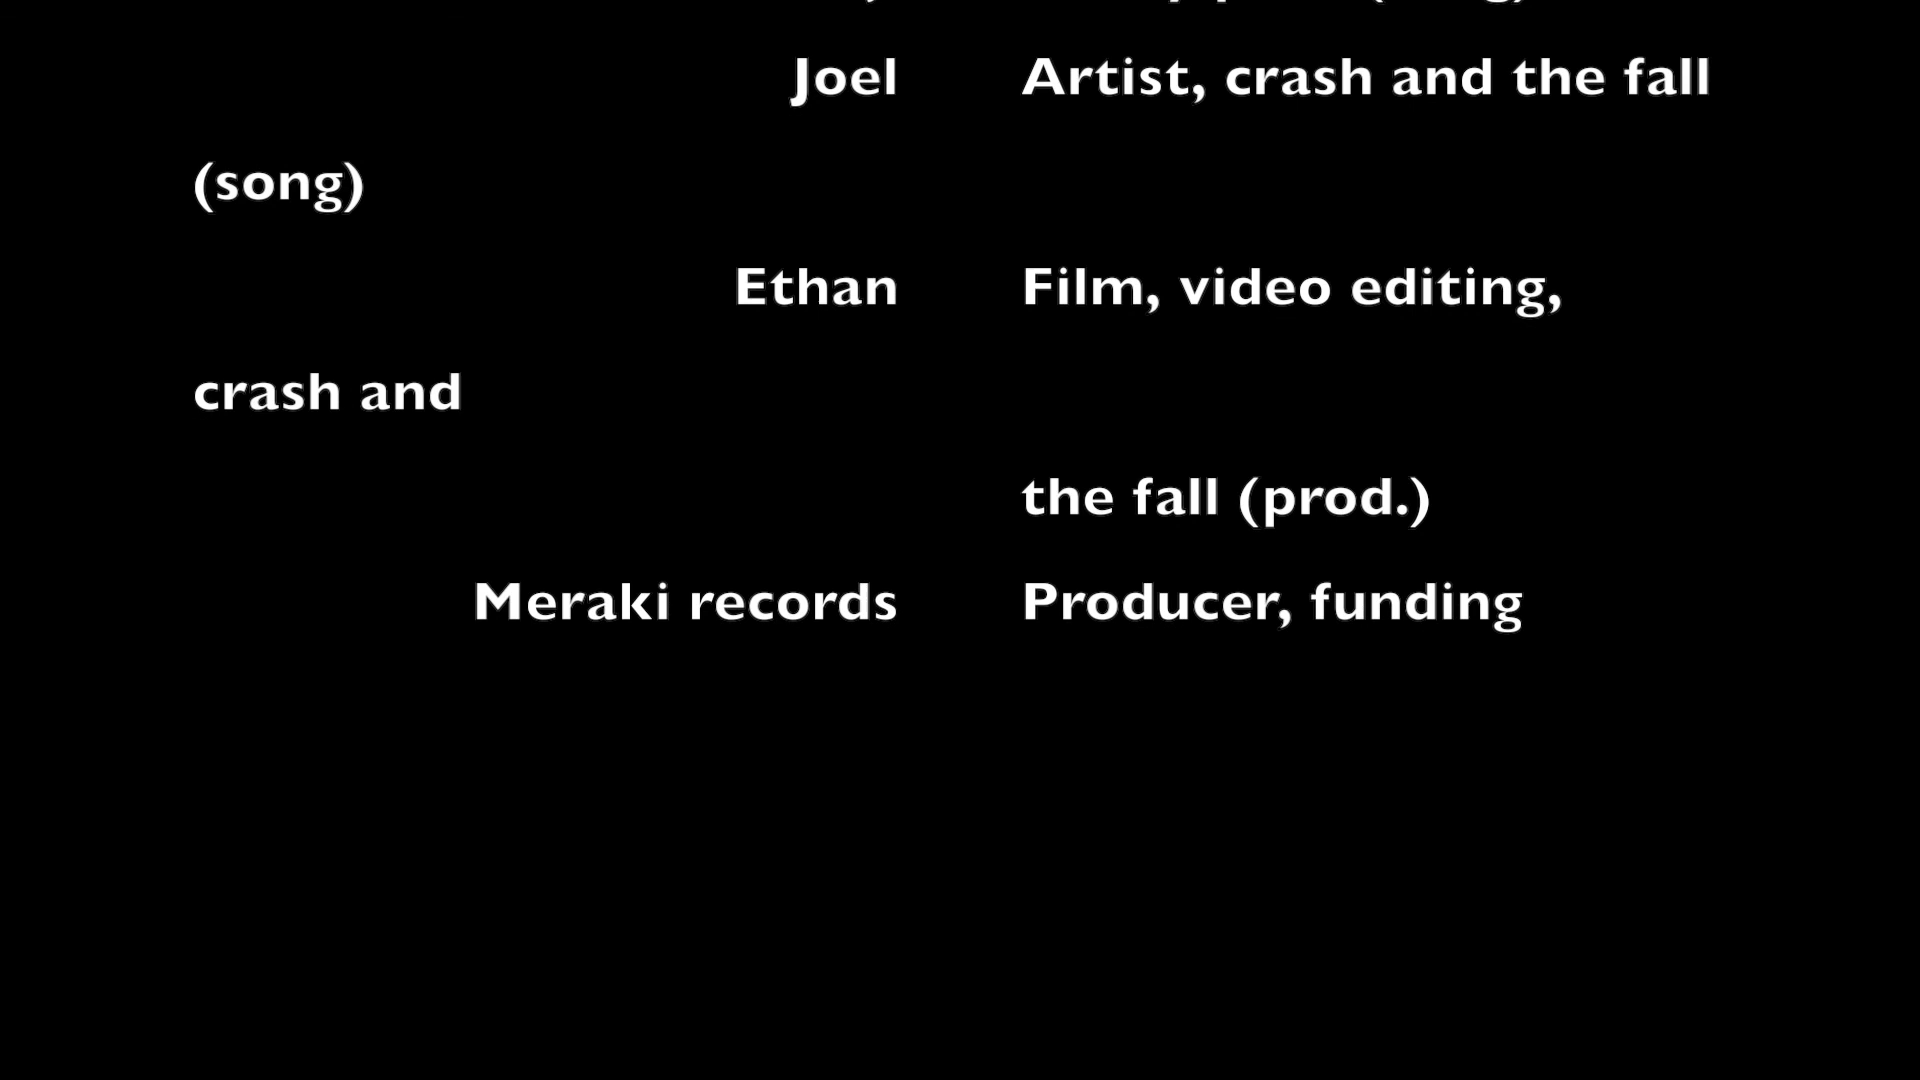 Joel Artist, crash and the fall
(song)
Ethan Film, video editing,
crash and
the fall (prod.)
Meraki records Producer, funding